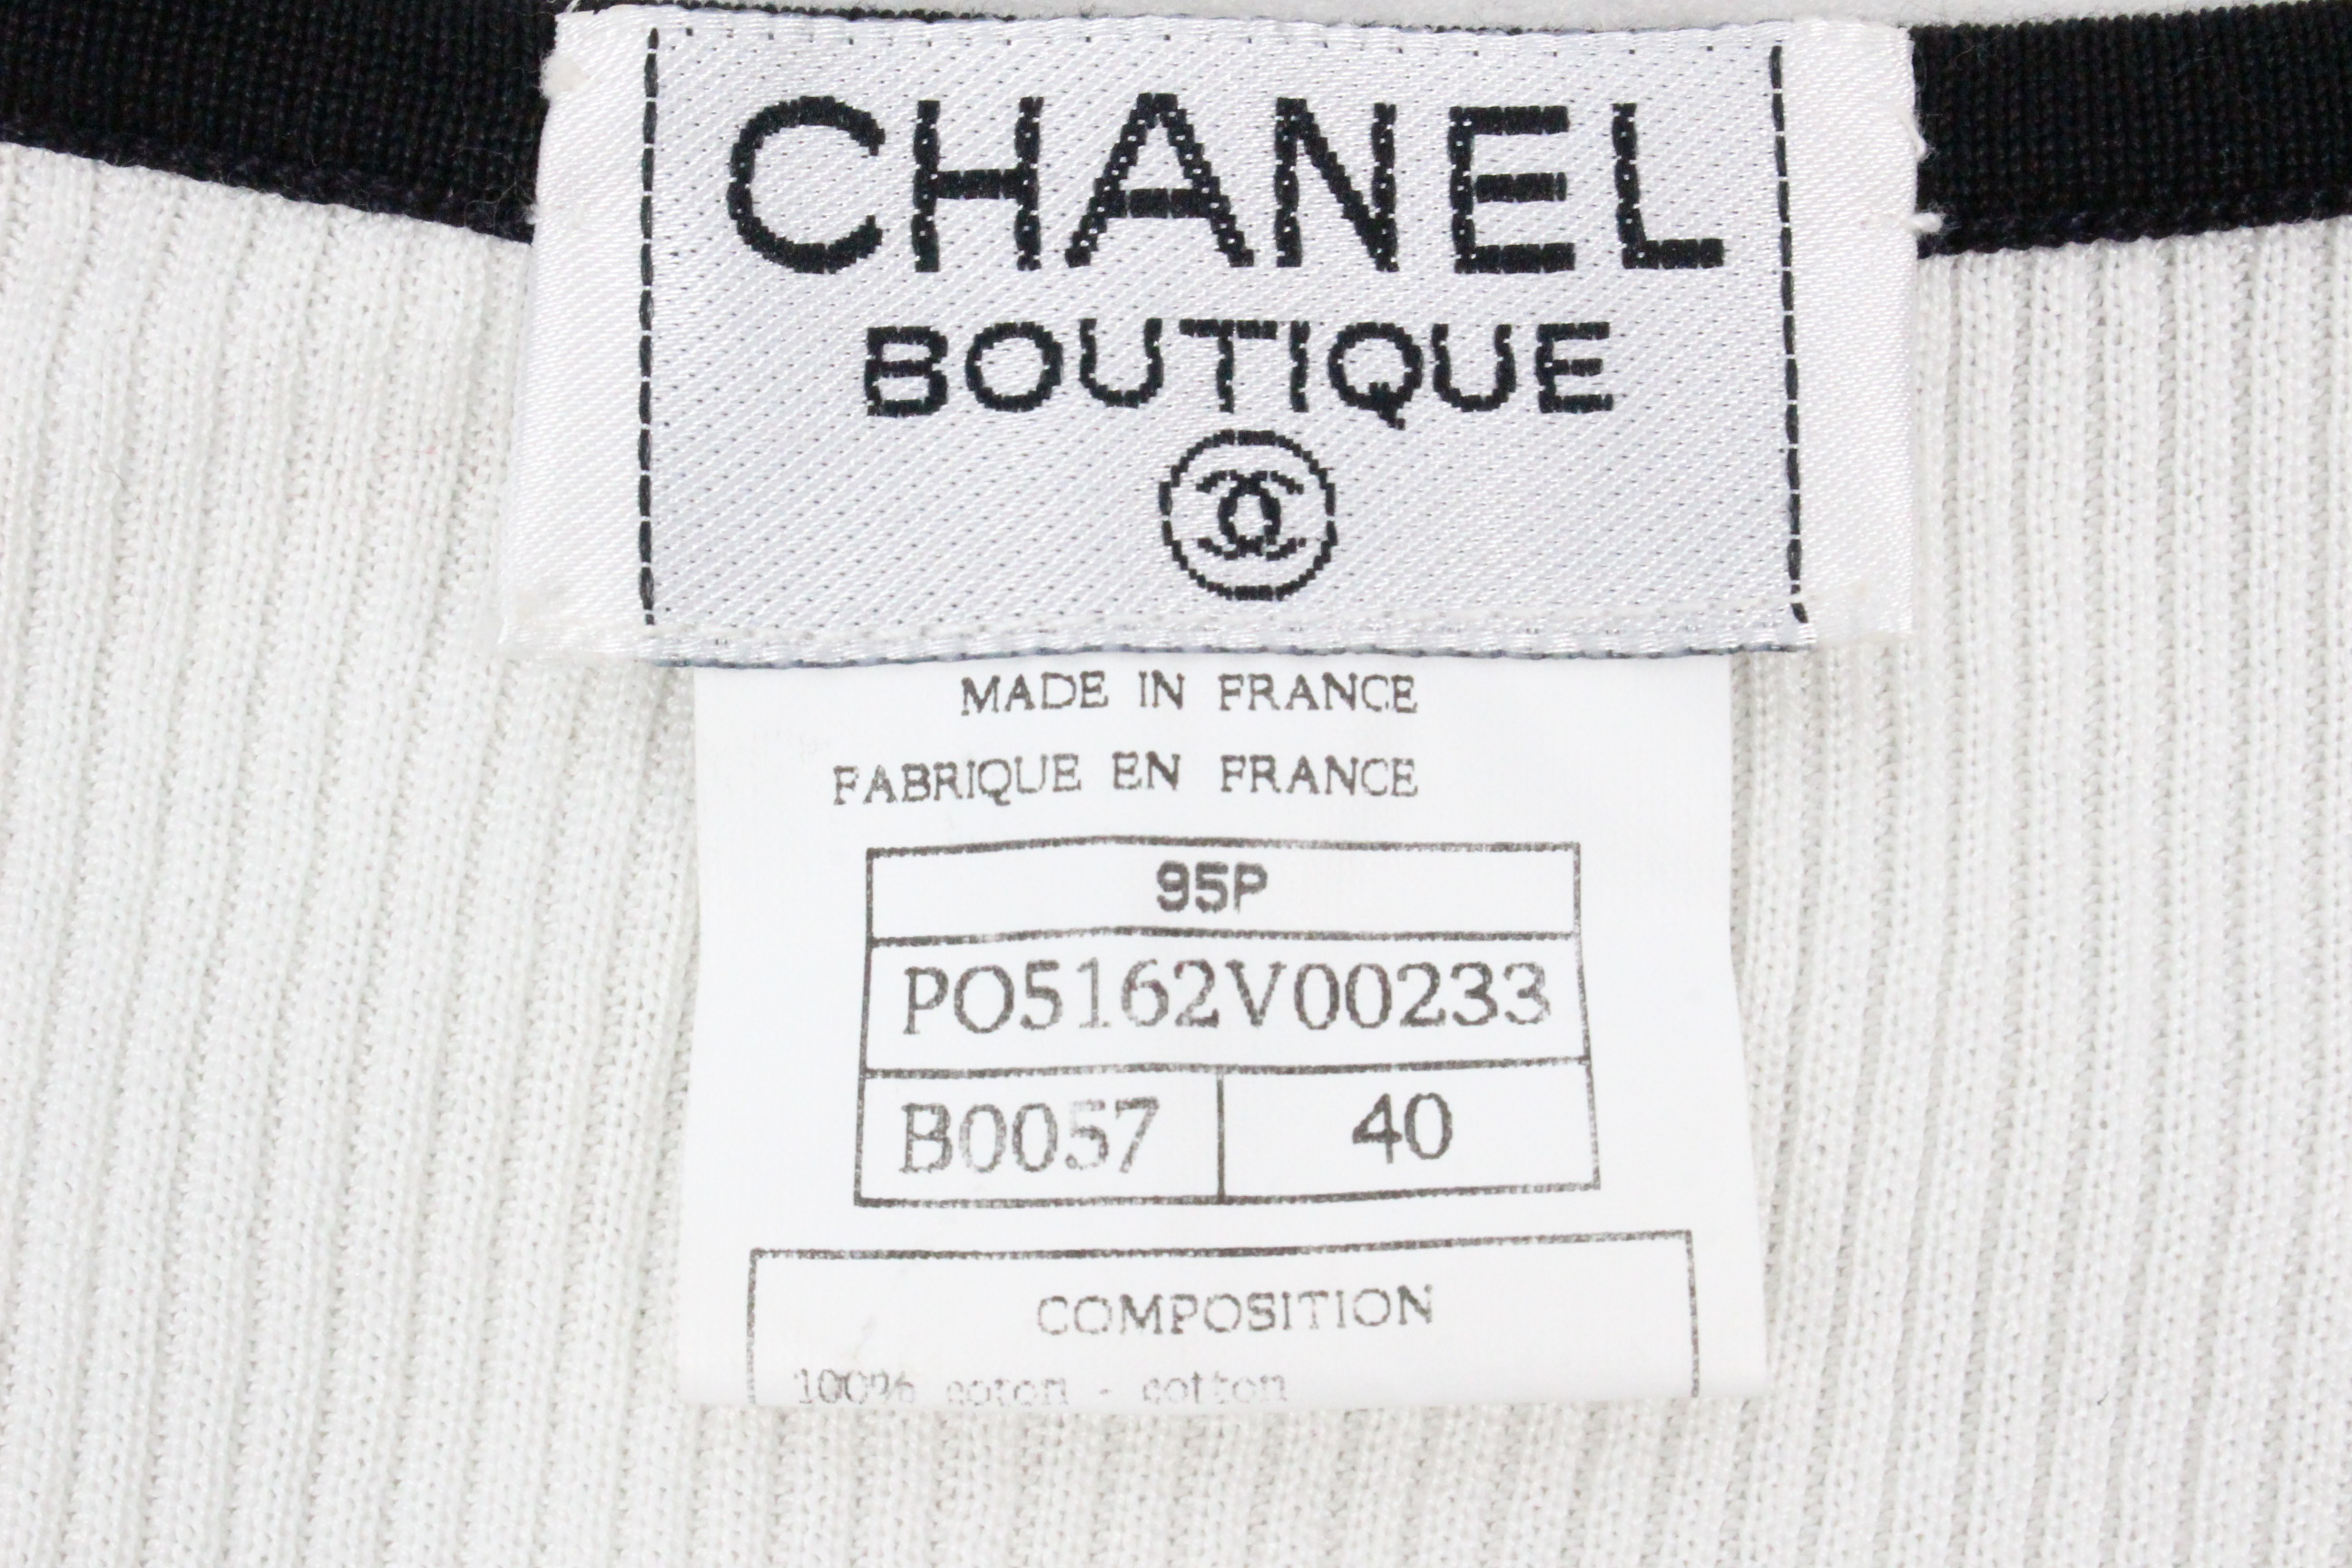 CHANEL
BOUTIQUE
MADE IN FRANCE
FABRIQUE EN FRANCE
95P
PO5162V00233
B0057 40
COMPOSITION
100% coton - cotton